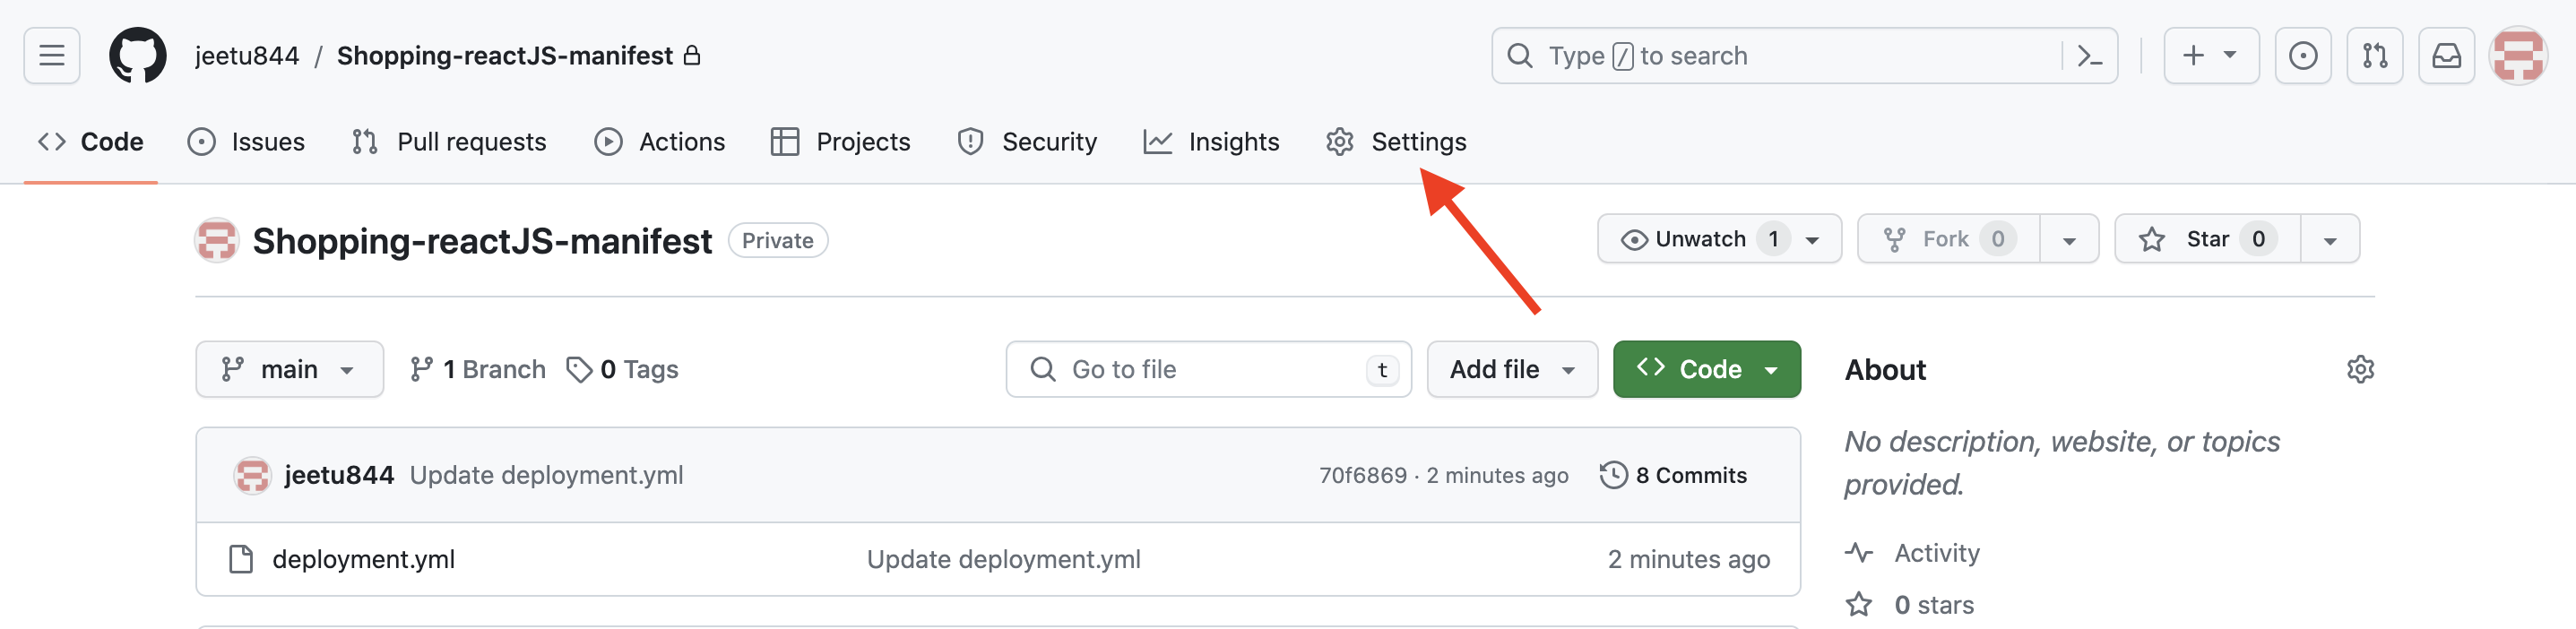 jeetu844 / Shopping-reactJS-manifest
Type / to search
Code Issues Pull requests Actions Projects Security Insights Settings
Shopping-reactJS-manifest Private
Unwatch 1 Fork 0 Star 0
main 1 Branch 0 Tags
Go to file t Add file Code
About
No description, website, or topics
provided.
jeetu844 Update deployment.yml 70f6869 · 2 minutes ago 8 Commits
deployment.yml Update deployment.yml 2 minutes ago
Activity
0 stars